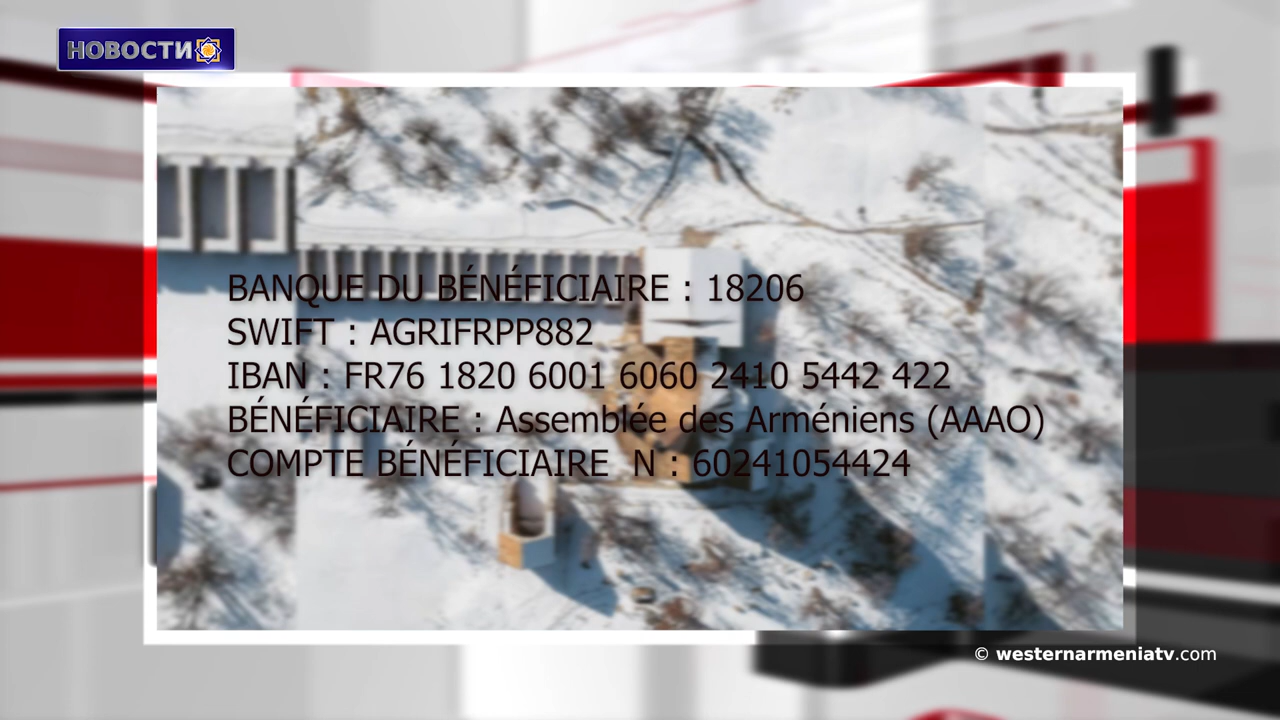 НОВОСТИ
BANQUE DU BÉNÉFICIAIRE : 18206
SWIFT : AGRIFRPP882
IBAN : FR76 1820 6001 6060 2410 5442 422
BÉNÉFICIAIRE : Assemblée des Arméniens (AAAO)
COMPTE BÉNÉFICIAIRE N : 60241054424
© westernarmeniatv.com